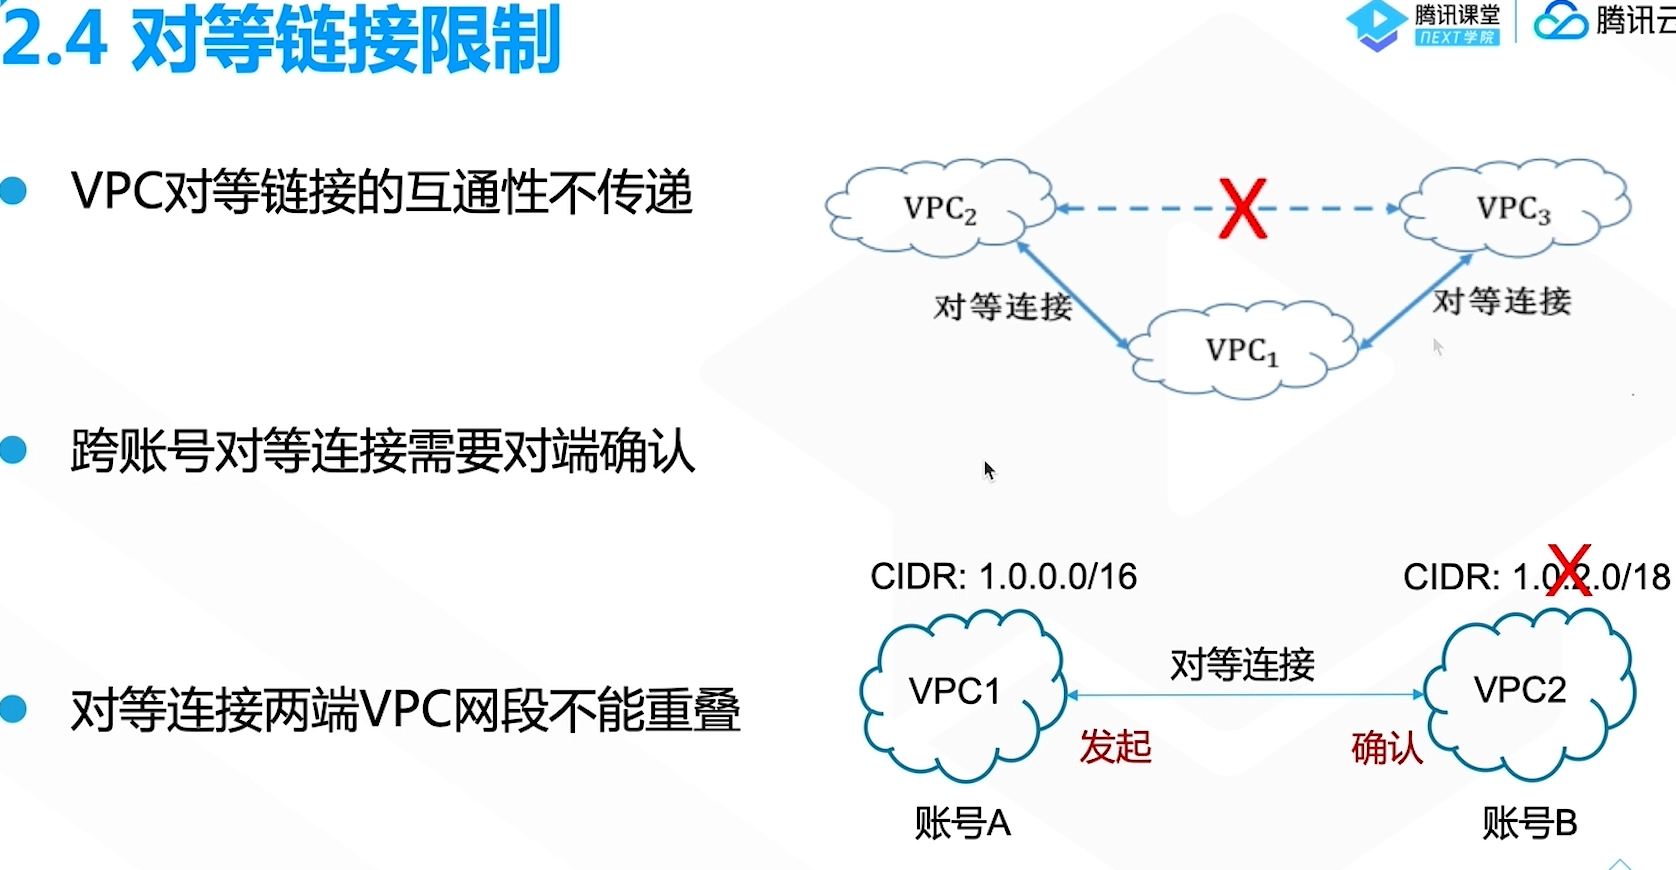 2.4 对等链接限制
腾讯课堂
NEXT学院
腾讯云
VPC对等链接的互通性不传递
VPC₂
VPC₃
对等连接
对等连接
VPC₁
跨账号对等连接需要对端确认
CIDR: 1.0.0.0/16
CIDR: 1.0.2.0/18
对等连接两端VPC网段不能重叠
对等连接
VPC1
VPC2
发起
确认
账号A
账号B